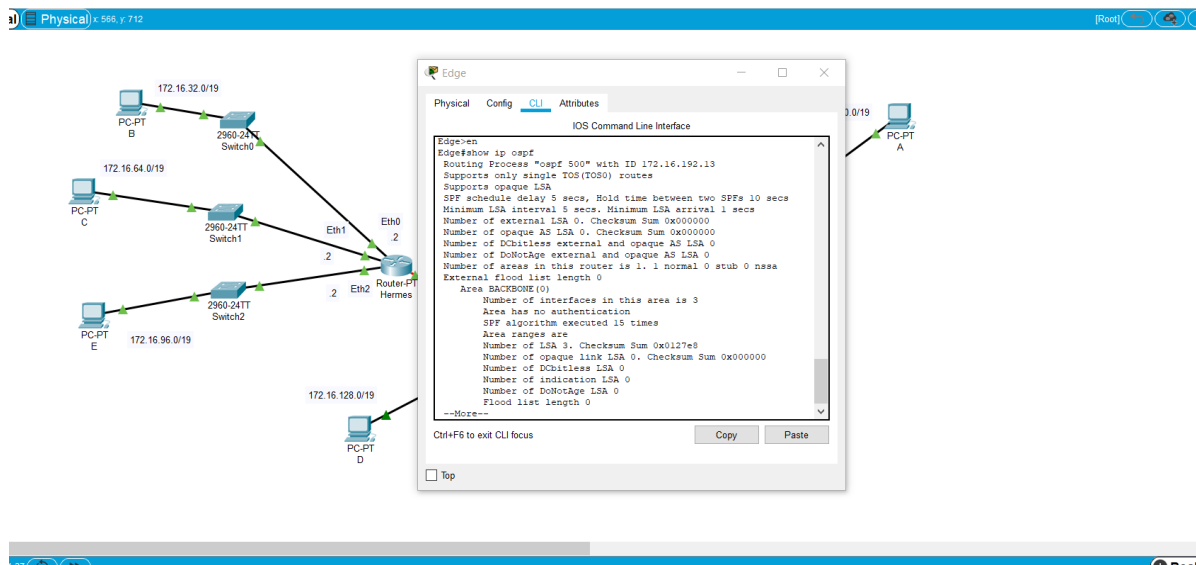 Physical x: 566, y: 712
[Root]
172.16.32.0/19
PC-PT
B
2960-24TT
Switch0
172.16.64.0/19
PC-PT
C
2960-24TT
Switch1
Eth1
Eth0
.2
.2
.2
Eth2
Router-PT
Hermes
2960-24TT
Switch2
PC-PT
E
172.16.96.0/19
172.16.128.0/19
PC-PT
D
Edge
Physical Config CLI Attributes
IOS Command Line Interface
Edge>en
Edge#show ip ospf
Routing Process "ospf 500" with ID 172.16.192.13
Supports only single TOS(TOS0) routes
Supports opaque LSA
SPF schedule delay 5 secs, Hold time between two SPFs 10 secs
Minimum LSA interval 5 secs. Minimum LSA arrival 1 secs
Number of external LSA 0. Checksum Sum 0x000000
Number of opaque AS LSA 0. Checksum Sum 0x000000
Number of DCbitless external and opaque AS LSA 0
Number of DoNotAge external and opaque AS LSA 0
Number of areas in this router is 1. 1 normal 0 stub 0 nssa
External flood list length 0
Area BACKBONE(0)
Number of interfaces in this area is 3
Area has no authentication
SPF algorithm executed 15 times
Area ranges are
Number of LSA 3. Checksum Sum 0x0127e8
Number of opaque link LSA 0. Checksum Sum 0x000000
Number of DCbitless LSA 0
Number of indication LSA 0
Number of DoNotAge LSA 0
Flood list length 0
--More--
Ctrl+F6 to exit CLI focus
Copy Paste
Top
0.0/19
PC-PT
A